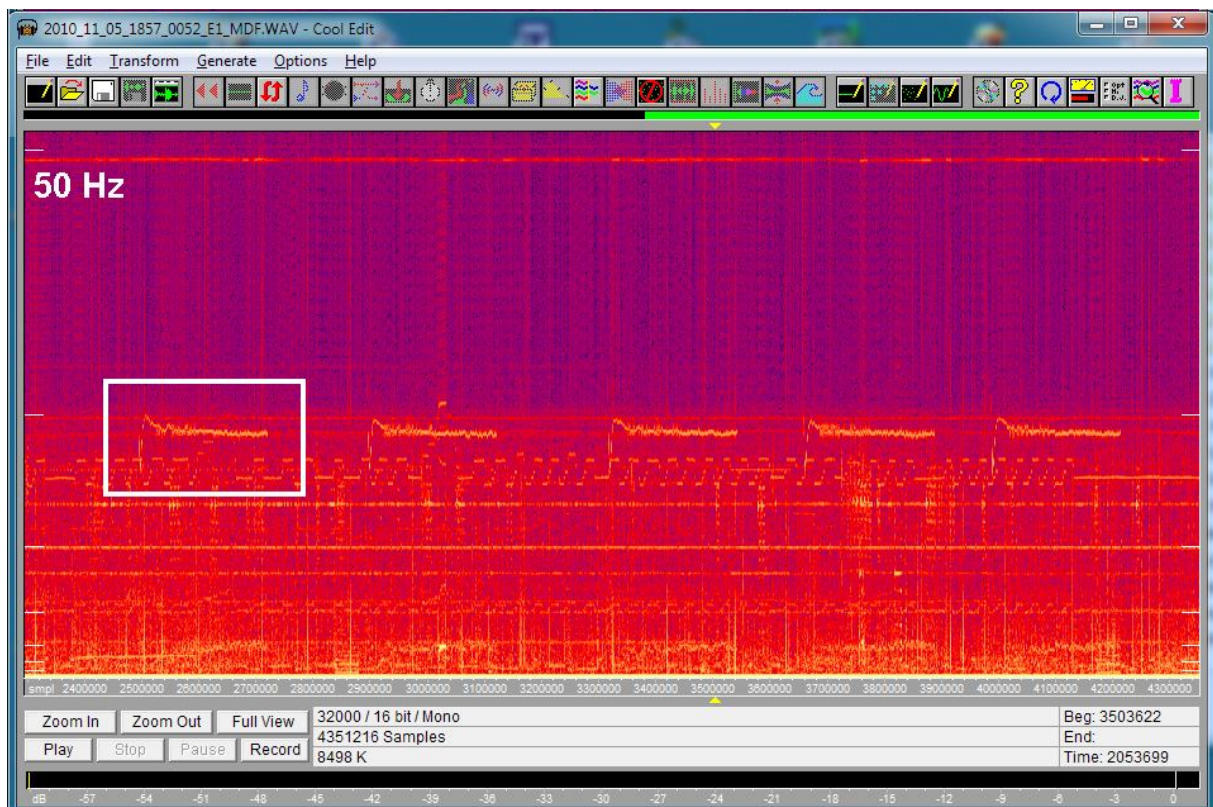 2010_11_05_1857_0052_E1_MDF.WAV - Cool Edit
File Edit Transform Generate Options Help
50 Hz
smpl 2400000 2500000 2600000 2700000 2800000 2900000 3000000 3100000 3200000 3300000 3400000 3500000 3600000 3700000 3800000 3900000 4000000 4100000 4200000 4300000
Zoom In Zoom Out Full View 32000 / 16 bit / Mono Beg: 3503622
4351216 Samples End:
Play Stop Pause Record 8498 K Time: 2053699
dB -57 -54 -51 -48 -45 -42 -39 -36 -33 -30 -27 -24 -21 -18 -15 -12 -9 -6 -3 0